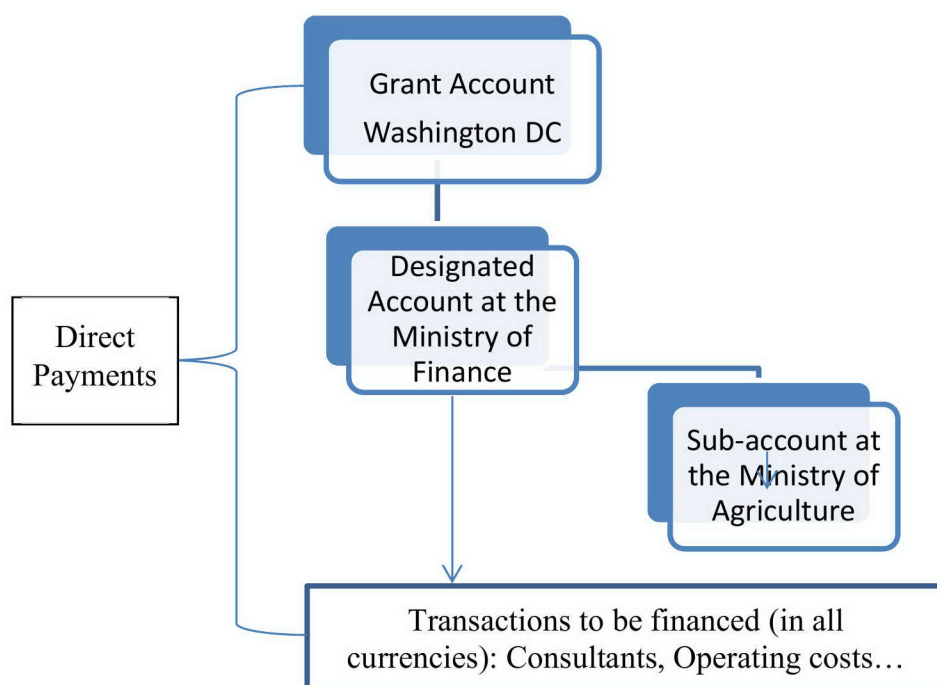 Grant Account
Washington DC
Designated
Account at the
Ministry of
Finance
Direct
Payments
Sub-account at
the Ministry of
Agriculture
Transactions to be financed (in all
currencies): Consultants, Operating costs…